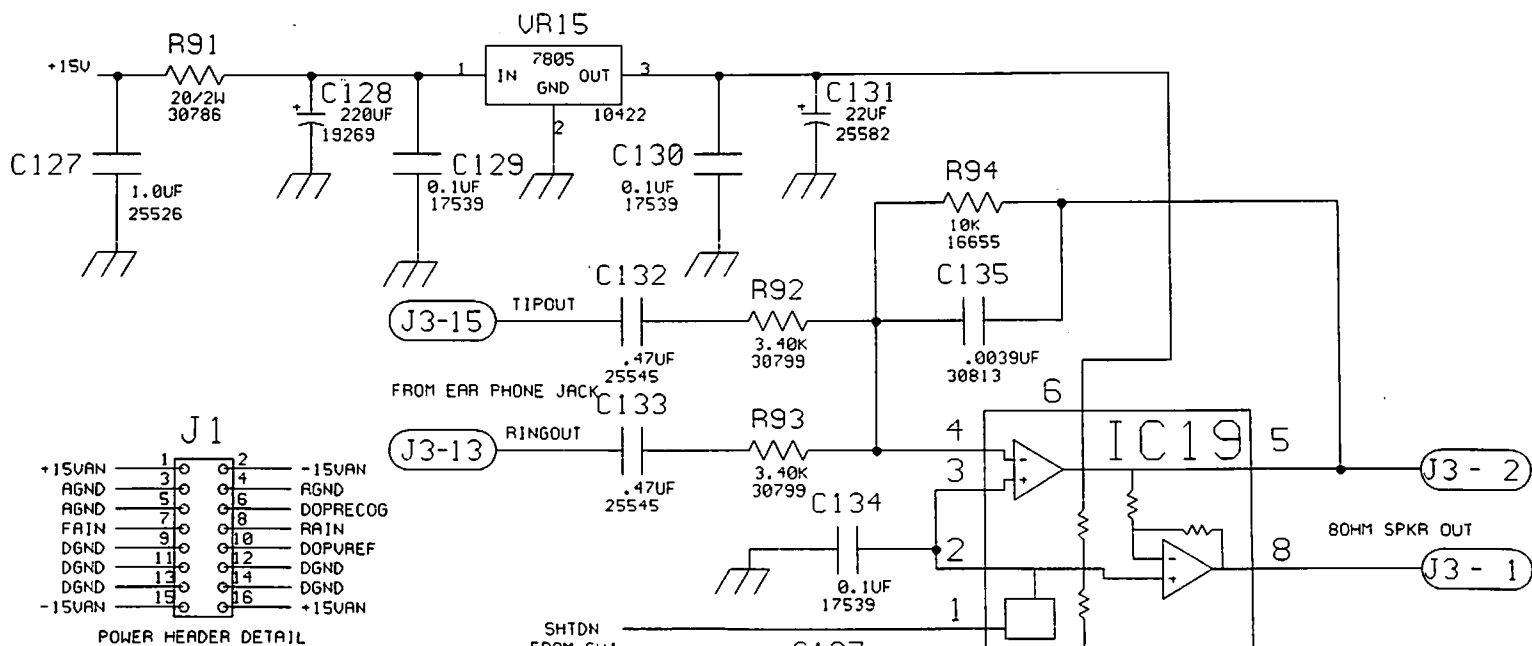 VR15
R91
7805
+15V
1
IN
OUT
3
GND
20/2W
30786
C128
220UF
19269
10422
2
C131
22UF
25582
C127
1.0UF
25526
C129
0.1UF
17539
C130
0.1UF
17539
R94
10K
16655
C132
C135
J3-15
TIPOUT
R92
.47UF
25545
3.40K
30799
.0039UF
30813
FROM EAR PHONE JACK
C133
6
J3-13
RINGOUT
R93
.47UF
25545
3.40K
30799
4
3
IC19
5
J3- 2
-
+
C134
0.1UF
17539
2
8OHM SPKR OUT
8
J3- 1
-
+
1
SHTDN
J1
+15VAN 1 2 -15VAN
AGND 3 4 AGND
AGND 5 6 DOPRECOG
FAIN 7 8 RAIN
DGND 9 10 DOPVREF
DGND 11 12 DGND
DGND 13 14 DGND
-15VAN 15 16 +15VAN
POWER HEADER DETAIL